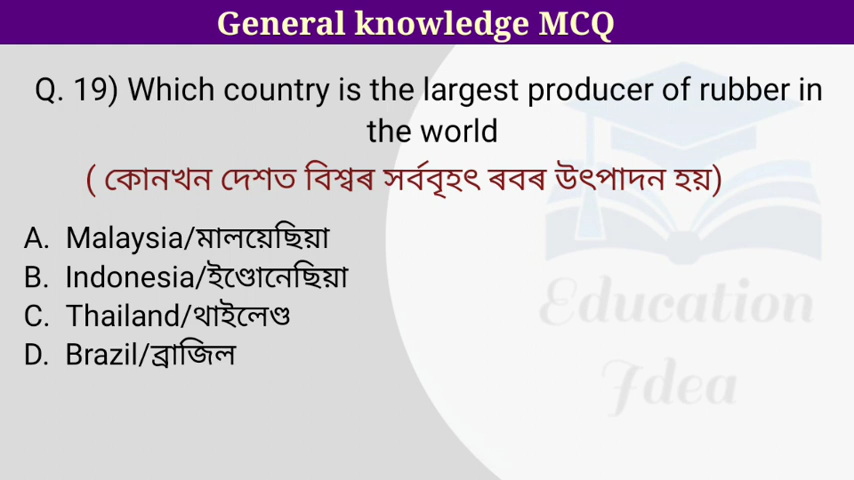 General knowledge MCQ
Q. 19) Which country is the largest producer of rubber in
the world
( কোনখন দেশত বিশ্বৰ সৰ্ববৃহৎ ৰবৰ উৎপাদন হয়)
A. Malaysia/মালয়েছিয়া
B. Indonesia/ইণ্ডোনেছিয়া
C. Thailand/থাইলেণ্ড
D. Brazil/ব্ৰাজিল
Education
Idea